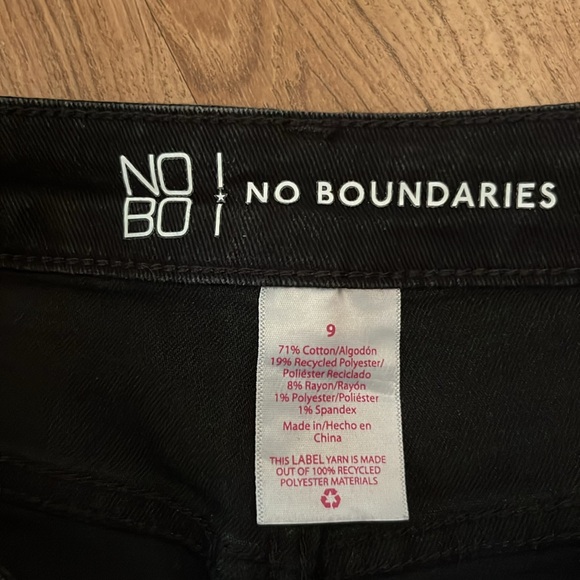 NO
BO
NO BOUNDARIES
9
71% Cotton/Algodón
19% Recycled Polyester/
Poliéster Reciclado
8% Rayon/Rayón
1% Polyester/Poliéster
1% Spandex
Made in/Hecho en
China
THIS LABEL YARN IS MADE
OUT OF 100% RECYCLED
POLYESTER MATERIALS